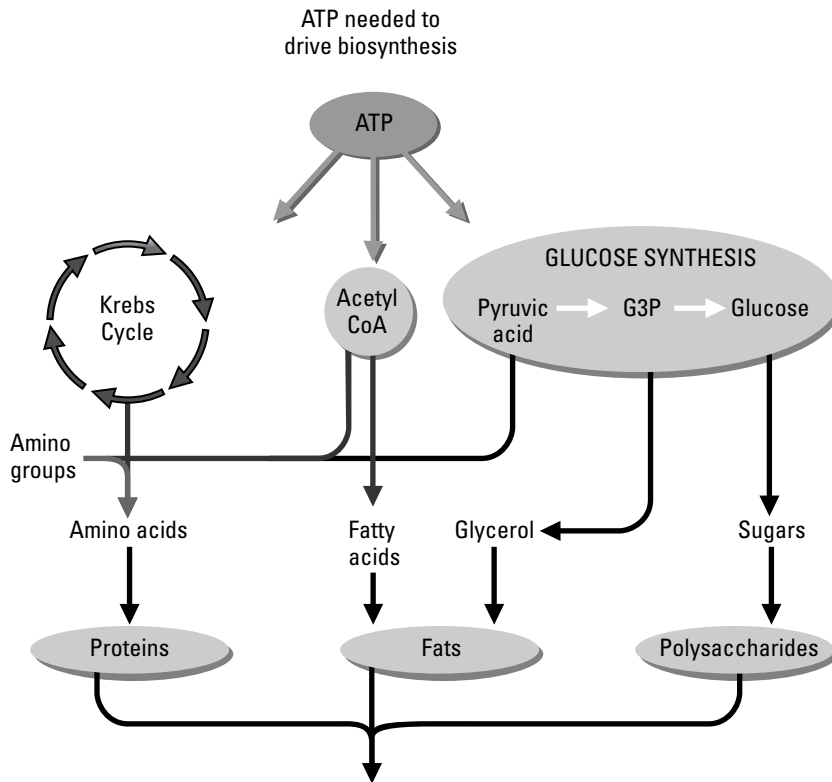 ATP needed to
drive biosynthesis
ATP
GLUCOSE SYNTHESIS
Krebs
Cycle
Acetyl
CoA
Pyruvic
acid
G3P
Glucose
Amino
groups
Amino acids
Fatty
acids
Glycerol
Sugars
Proteins
Fats
Polysaccharides